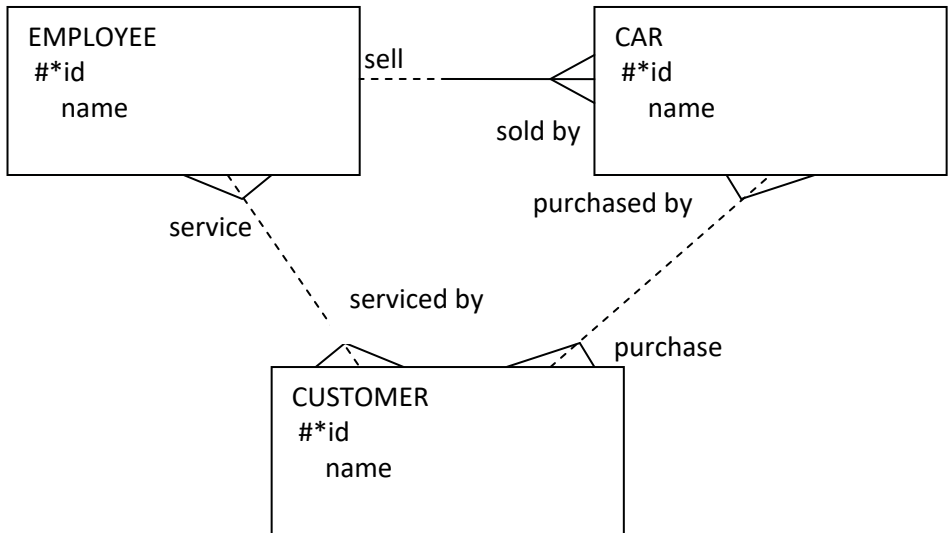 EMPLOYEE
#*id
name
sell
sold by
CAR
#*id
name
service
serviced by
purchased by
purchase
CUSTOMER
#*id
name